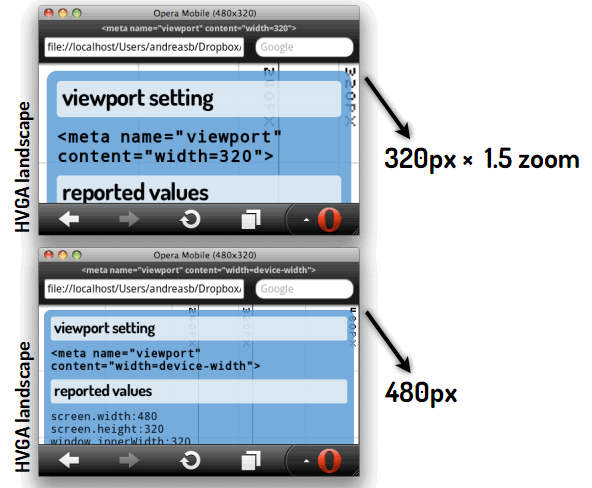 Opera Mobile (480x320)
<meta name="viewport" content="width=320">
file://localhost/Users/andreasb/Dropbox/
Google
240PX
320PX
viewport setting
<meta name="viewport"
content="width=320">
reported values
HVGA landscape
320px × 1.5 zoom
Opera Mobile (480x320)
<meta name="viewport" content="width=device-width">
file://localhost/Users/andreasb/Dropbox/
Google
240PX
viewport setting
<meta name="viewport"
content="width=device-width">
reported values
screen.width:480
screen.height:320
window.innerWidth:320
HVGA landscape
480px